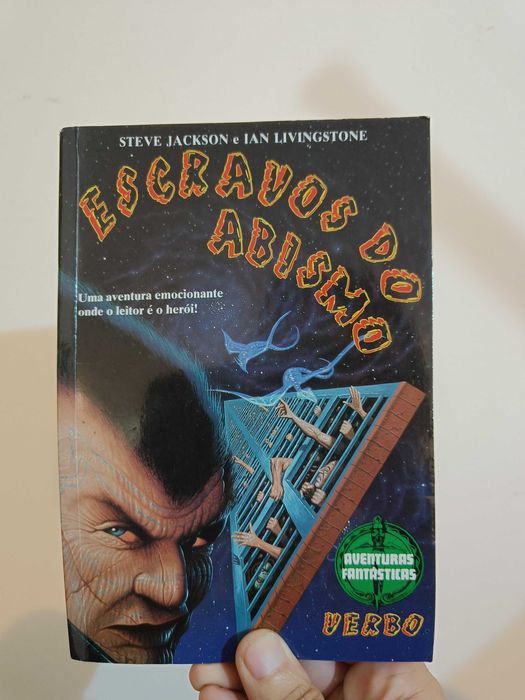 STEVE JACKSON e IAN LIVINGSTONE
ESCRAVOS DO
ABISMO
Uma aventura emocionante
onde o leitor é o herói!
AVENTURAS
FANTÁSTICAS
VERBO